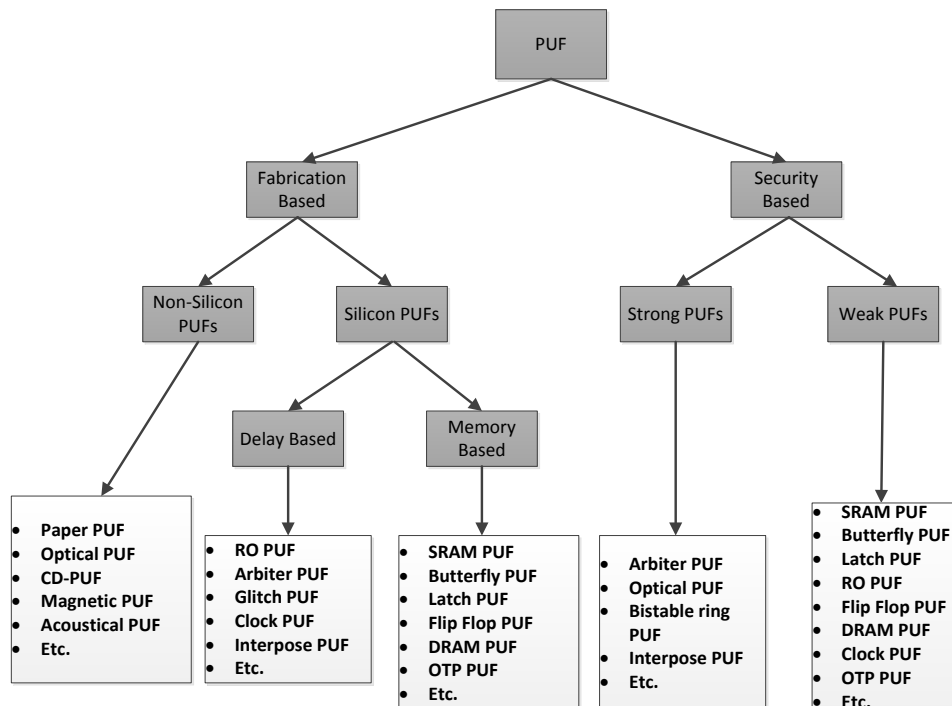 PUF
Fabrication
Based
Security
Based
Non-Silicon
PUFs
Silicon PUFs
Strong PUFs
Weak PUFs
Delay Based
Memory
Based
• Paper PUF
• Optical PUF
• CD-PUF
• Magnetic PUF
• Acoustical PUF
• Etc.
• RO PUF
• Arbiter PUF
• Glitch PUF
• Clock PUF
• Interpose PUF
• Etc.
• SRAM PUF
• Butterfly PUF
• Latch PUF
• Flip Flop PUF
• DRAM PUF
• OTP PUF
• Etc.
• Arbiter PUF
• Optical PUF
• Bistable ring
PUF
• Interpose PUF
• Etc.
• SRAM PUF
• Butterfly PUF
• Latch PUF
• RO PUF
• Flip Flop PUF
• DRAM PUF
• Clock PUF
• OTP PUF
• Etc.